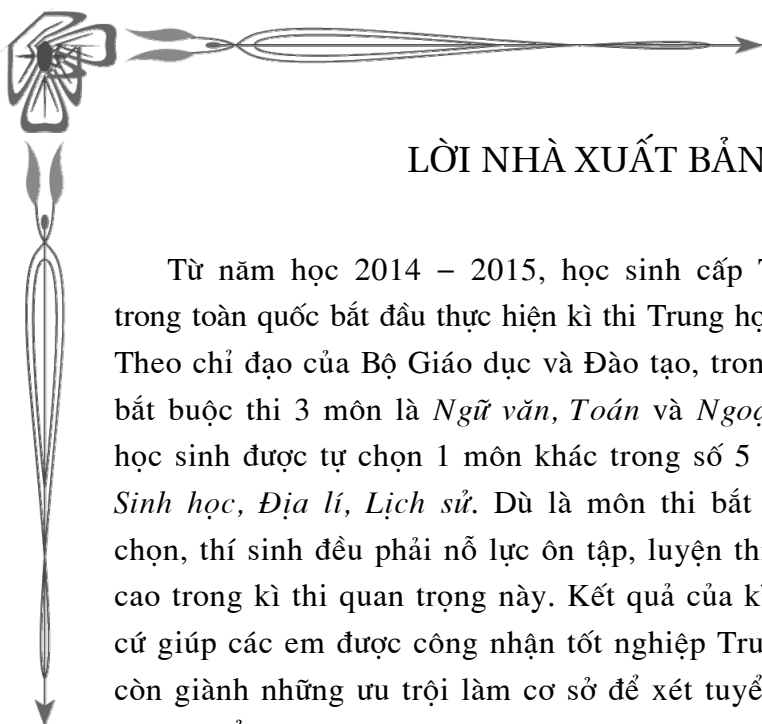 LỜI NHÀ XUẤT BẢN
Từ năm học 2014 – 2015, học sinh cấp
trong toàn quốc bắt đầu thực hiện kì thi Trung
Theo chỉ đạo của Bộ Giáo dục và Đào tạo,
bắt buộc thi 3 môn là Ngữ văn, Toán và
học sinh được tự chọn 1 môn khác trong số 5
Sinh học, Địa lí, Lịch sử. Dù là môn thi bắt
chọn, thí sinh đều phải nỗ lực ôn tập, luyện
cao trong kì thi quan trọng này. Kết quả của
cứ giúp các em được công nhận tốt nghiệp
còn giành những ưu trội làm cơ sở để xét